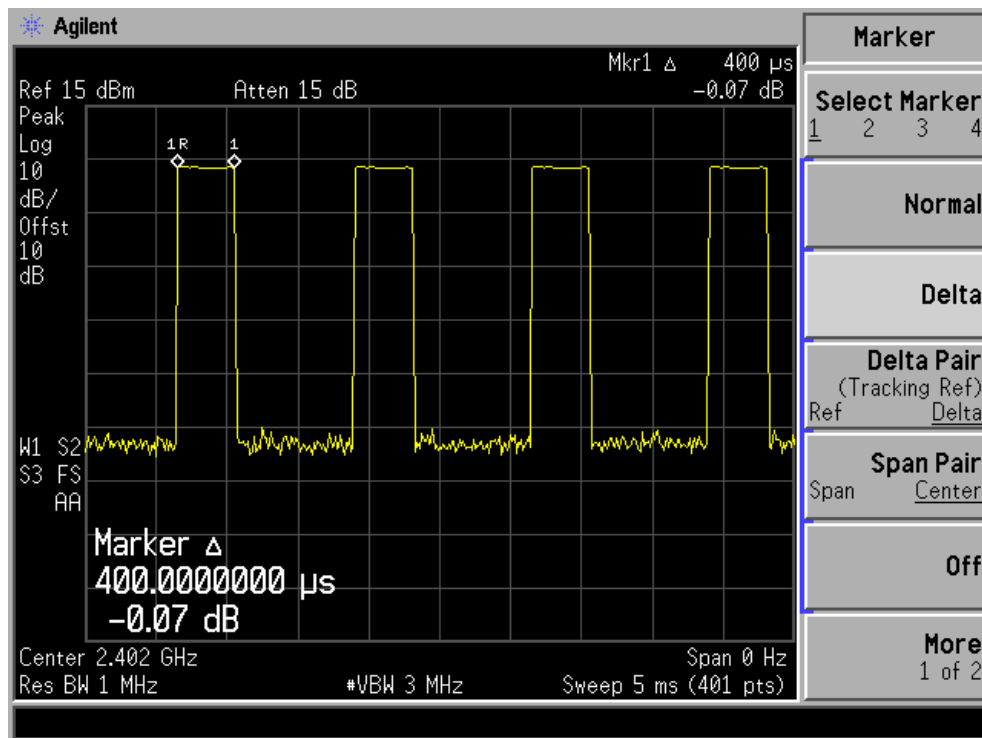 Agilent
Mkr1 Δ 400 µs
Ref 15 dBm Atten 15 dB -0.07 dB
Peak
Log
10
dB/
Offst
10
dB
1R 1
W1 S2
S3 FS
AA
Marker Δ
400.0000000 µs
-0.07 dB
Center 2.402 GHz Span 0 Hz
Res BW 1 MHz #VBW 3 MHz Sweep 5 ms (401 pts)
Marker
Select Marker
1 2 3 4
Normal
Delta
Delta Pair
(Tracking Ref)
Ref Delta
Span Pair
Span Center
Off
More
1 of 2